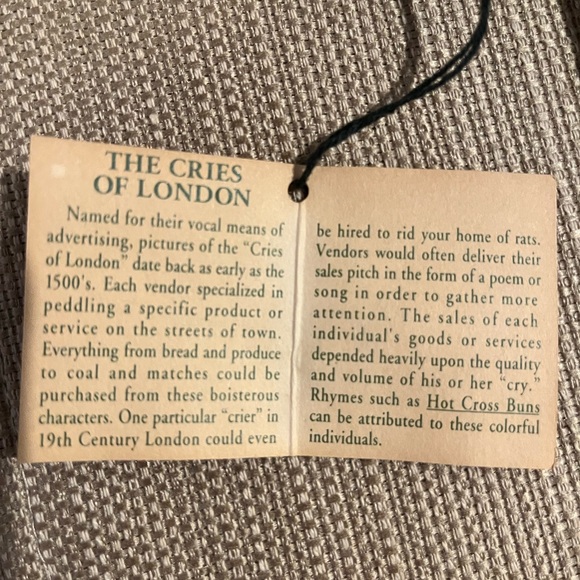 THE CRIES
OF LONDON
Named for their vocal means of
advertising, pictures of the “Cries
of London” date back as early as the
1500's. Each vendor specialized in
peddling a specific product or
service on the streets of town.
Everything from bread and produce
to coal and matches could be
purchased from these boisterous
characters. One particular “crier” in
19th Century London could even
be hired to rid your home of rats.
Vendors would often deliver their
sales pitch in the form of a poem or
song in order to gather more
attention. The sales of each
individual's goods or services
depended heavily upon the quality
and volume of his or her “cry.”
Rhymes such as Hot Cross Buns
can be attributed to these colorful
individuals.